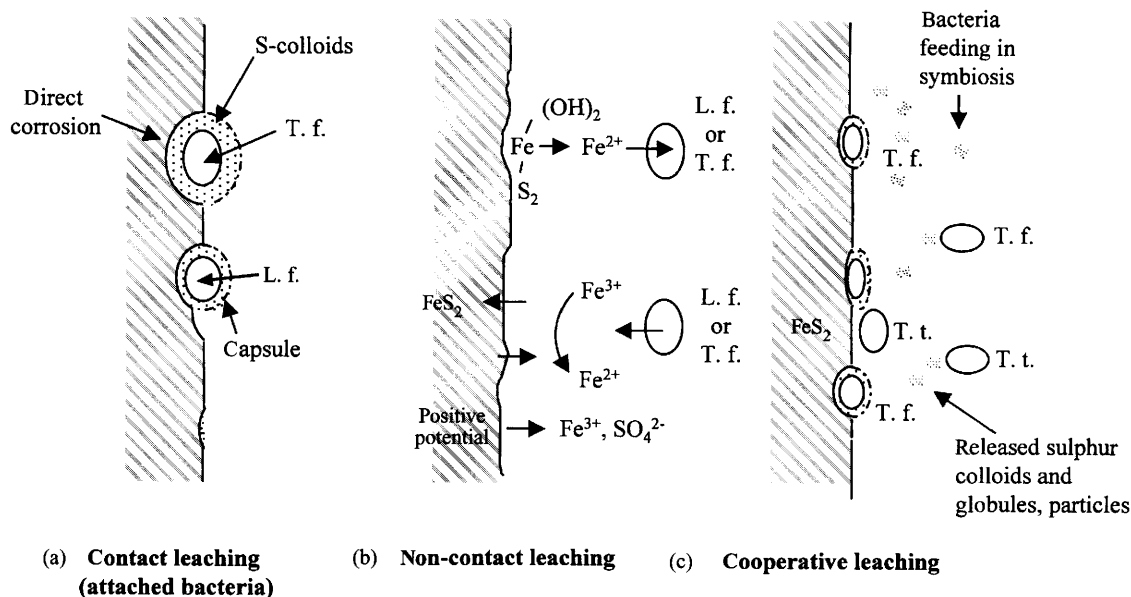 S-colloids
Direct
corrosion
T. f.
L. f.
Capsule
(a) Contact leaching
(attached bacteria)
(OH)₂
Fe
S₂
Fe²⁺
L. f.
or
T. f.
FeS₂
Fe³⁺
Fe²⁺
L. f.
or
T. f.
Positive
potential
Fe³⁺, SO₄²⁻
(b) Non-contact leaching
Bacteria
feeding in
symbiosis
T. f.
T. f.
FeS₂
T. t.
T. t.
T. f.
Released sulphur
colloids and
globules, particles
(c) Cooperative leaching